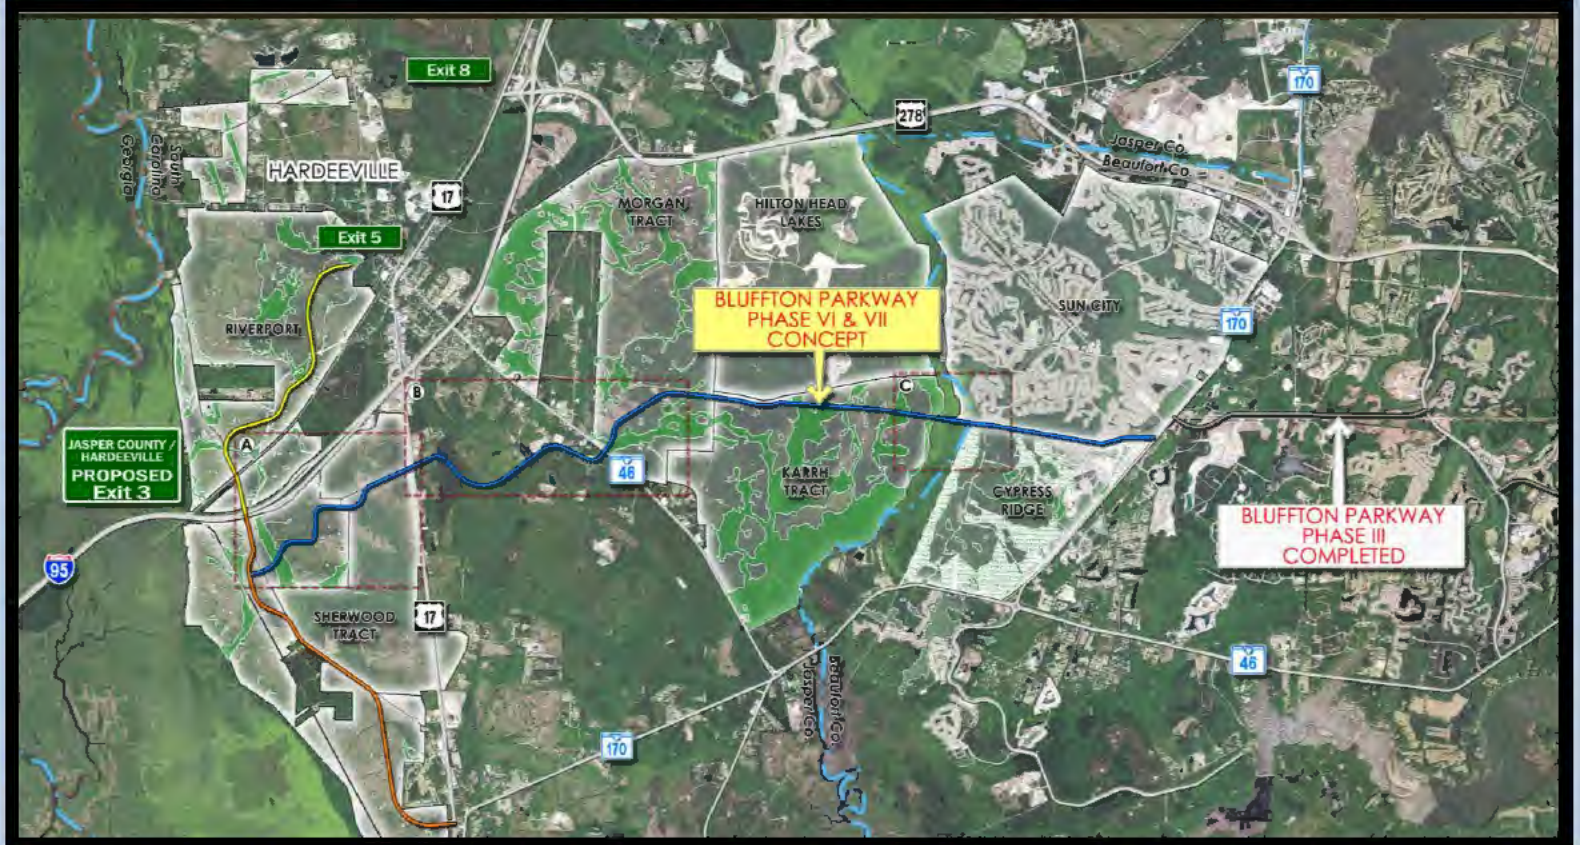 Exit 8
170
278
Jasper Co.
Beaufort Co.
South
Carolina
Georgia
HARDEEVILLE
17
MORGAN
TRACT
HILTON HEAD
LAKES
Exit 5
RIVERPORT
BLUFFTON PARKWAY
PHASE VI & VII
CONCEPT
SUN CITY
170
B
C
A
JASPER COUNTY /
HARDEEVILLE
PROPOSED
Exit 3
46
KARRH
TRACT
CYPRESS
RIDGE
BLUFFTON PARKWAY
PHASE III
COMPLETED
95
SHERWOOD
TRACT
17
46
Beaufort Co.
Jasper Co.
170